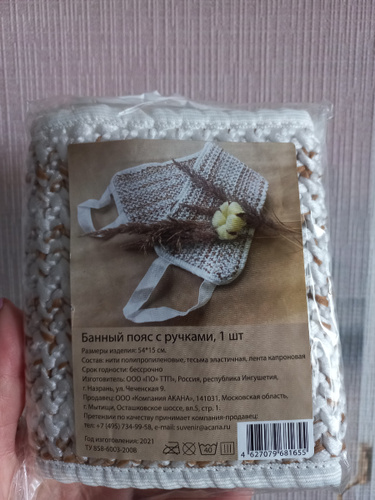 Банный пояс с ручками, 1 шт
Размеры изделия: 54*15 см.
Состав: нити полипропиленовые, тесьма эластичная, лента капроновая
Срок годности: бессрочно
Изготовитель: ООО «ПО» ТТП», Россия, республика Ингушетия,
г. Назрань, ул. Чеченская 9.
Продавец: ООО «Компания АКАНА», 141031, Московская область,
г. Мытищи, Осташковское шоссе, вл.5, стр. 1.
Претензии по качеству принимает компания-продавец:
тел: +7 (495) 734-99-58, e-mail: suvenir@acana.ru
Год изготовления: 2021
ТУ 858-6003-2008
40
4 627079 681655